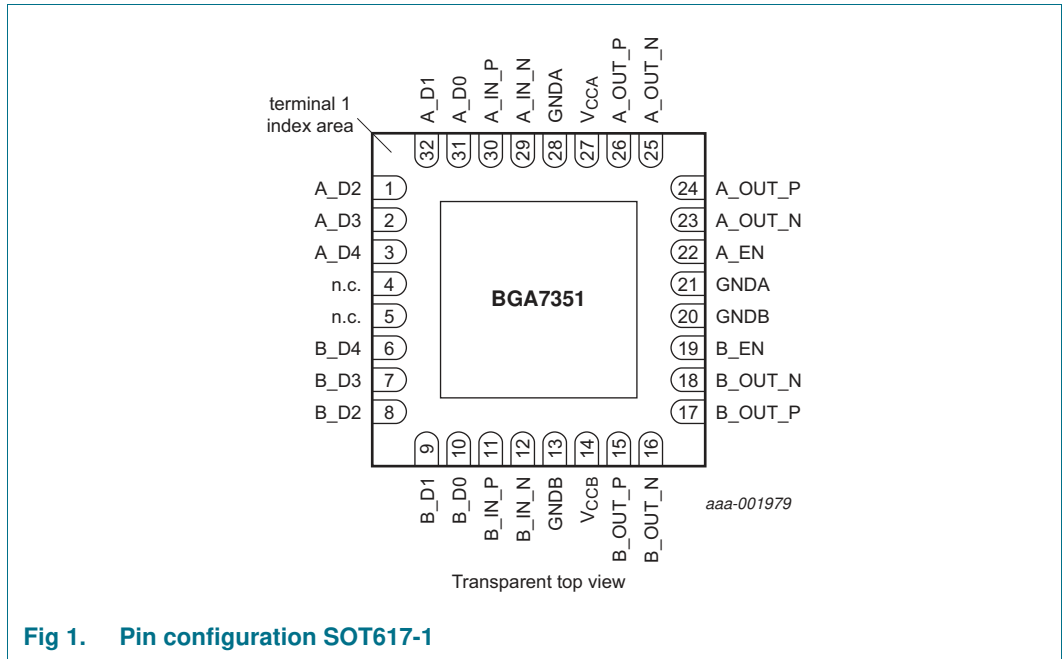 A_D1
A_D0
A_IN_P
A_IN_N
GNDA
VCCA
A_OUT_P
A_OUT_N
terminal 1
index area
32 31 30 29 28 27 26 25
A_D2 1 24 A_OUT_P
A_D3 2 23 A_OUT_N
A_D4 3 22 A_EN
n.c. 4 21 GNDA
BGA7351
n.c. 5 20 GNDB
B_D4 6 19 B_EN
B_D3 7 18 B_OUT_N
B_D2 8 17 B_OUT_P
9 10 11 12 13 14 15 16
B_D1
B_D0
B_IN_P
B_IN_N
GNDB
VCCB
B_OUT_P
B_OUT_N
aaa-001979
Transparent top view
Fig 1. Pin configuration SOT617-1